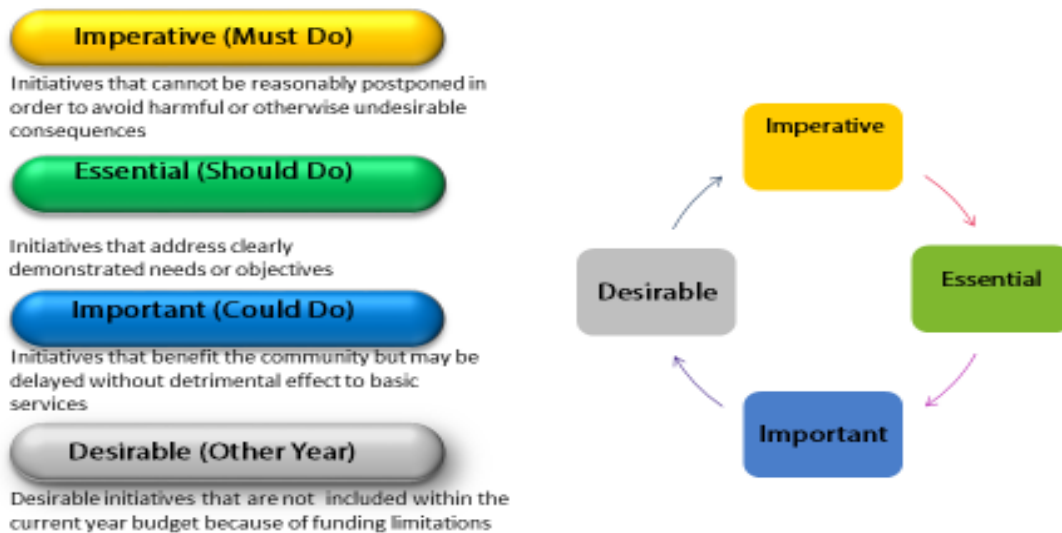 Imperative (Must Do)
Initiatives that cannot be reasonably postponed in
order to avoid harmful or otherwise undesirable
consequences
Essential (Should Do)
Initiatives that address clearly
demonstrated needs or objectives
Important (Could Do)
Initiatives that benefit the community but may be
delayed without detrimental effect to basic
services
Desirable (Other Year)
Desirable initiatives that are not included within the
current year budget because of funding limitations
Imperative
Essential
Important
Desirable